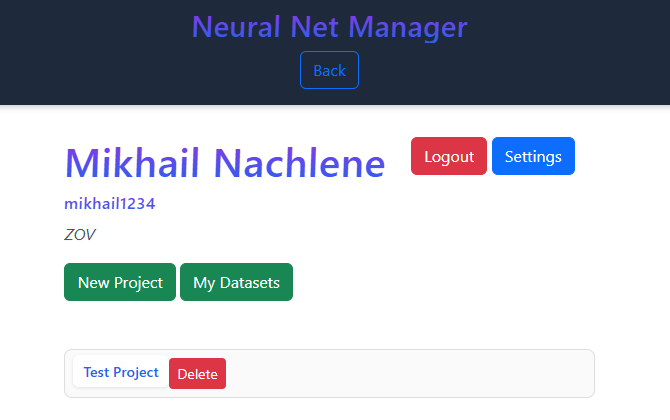 Neural Net Manager
Back
Mikhail Nachlene Logout Settings
mikhail1234
ZOV
New Project My Datasets
Test Project Delete